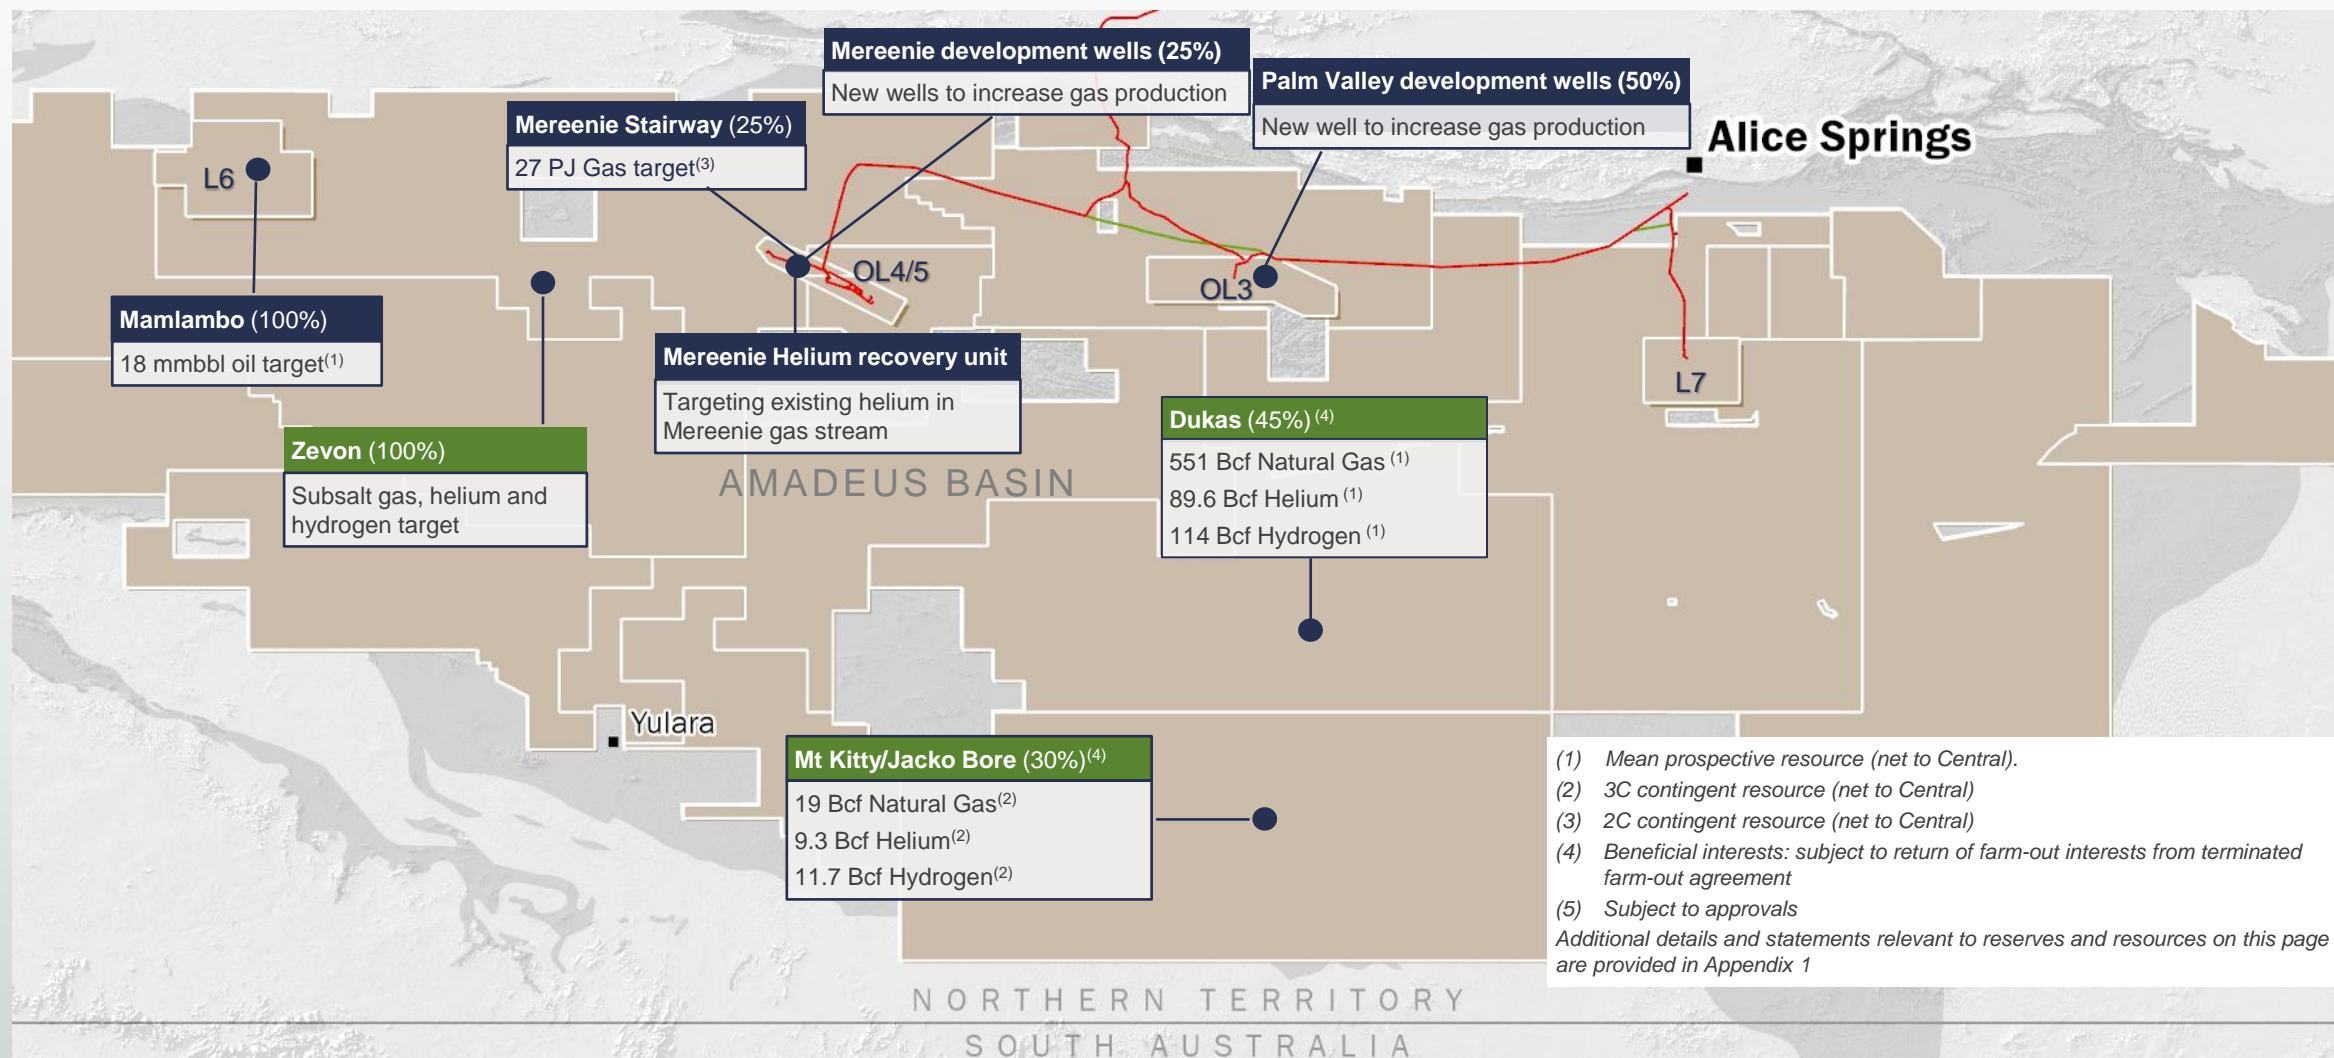 Mereenie development wells (25%)
New wells to increase gas production
Palm Valley development wells (50%)
New well to increase gas production
Mereenie Stairway (25%)
27 PJ Gas target(3)
Alice Springs
L6
OL4/5
OL3
Mamlambo (100%)
18 mmbbl oil target(1)
Mereenie Helium recovery unit
Targeting existing helium in
Mereenie gas stream
L7
Zevon (100%)
Subsalt gas, helium and
hydrogen target
AMADEUS BASIN
Dukas (45%) (4)
551 Bcf Natural Gas (1)
89.6 Bcf Helium (1)
114 Bcf Hydrogen (1)
Yulara
Mt Kitty/Jacko Bore (30%)(4)
19 Bcf Natural Gas(2)
9.3 Bcf Helium(2)
11.7 Bcf Hydrogen(2)
(1) Mean prospective resource (net to Central).
(2) 3C contingent resource (net to Central)
(3) 2C contingent resource (net to Central)
(4) Beneficial interests: subject to return of farm-out interests from terminated
farm-out agreement
(5) Subject to approvals
Additional details and statements relevant to reserves and resources on this page
are provided in Appendix 1
NORTHERN TERRITORY
SOUTH AUSTRALIA